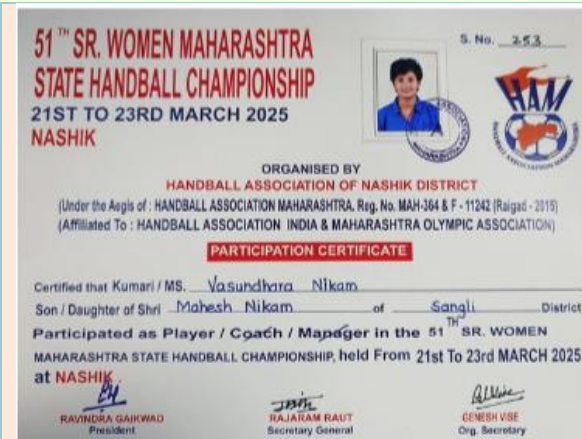 51TH SR. WOMEN MAHARASHTRA
STATE HANDBALL CHAMPIONSHIP
21ST TO 23RD MARCH 2025
NASHIK
S. No. 253
HAM
HANDBALL ASSOCIATION MAHARASHTRA
ORGANISED BY
HANDBALL ASSOCIATION OF NASHIK DISTRICT
(Under the Aegis of : HANDBALL ASSOCIATION MAHARASHTRA, Reg. No. MAH-364 & F - 11242 (Raigad - 2015)
(Affiliated To : HANDBALL ASSOCIATION INDIA & MAHARASHTRA OLYMPIC ASSOCIATION)
PARTICIPATION CERTIFICATE
Certified that Kumari / MS. Vasundhara Nikam
Son / Daughter of Shri Mahesh Nikam of Sangli District
Participated as Player / Coach / Manager in the 51TH SR. WOMEN
MAHARASHTRA STATE HANDBALL CHAMPIONSHIP, held From 21st To 23rd MARCH 2025
at NASHIK
RAVINDRA GAIKWAD
President
RAJARAM RAUT
Secretary General
GENESH VISE
Org. Secretary